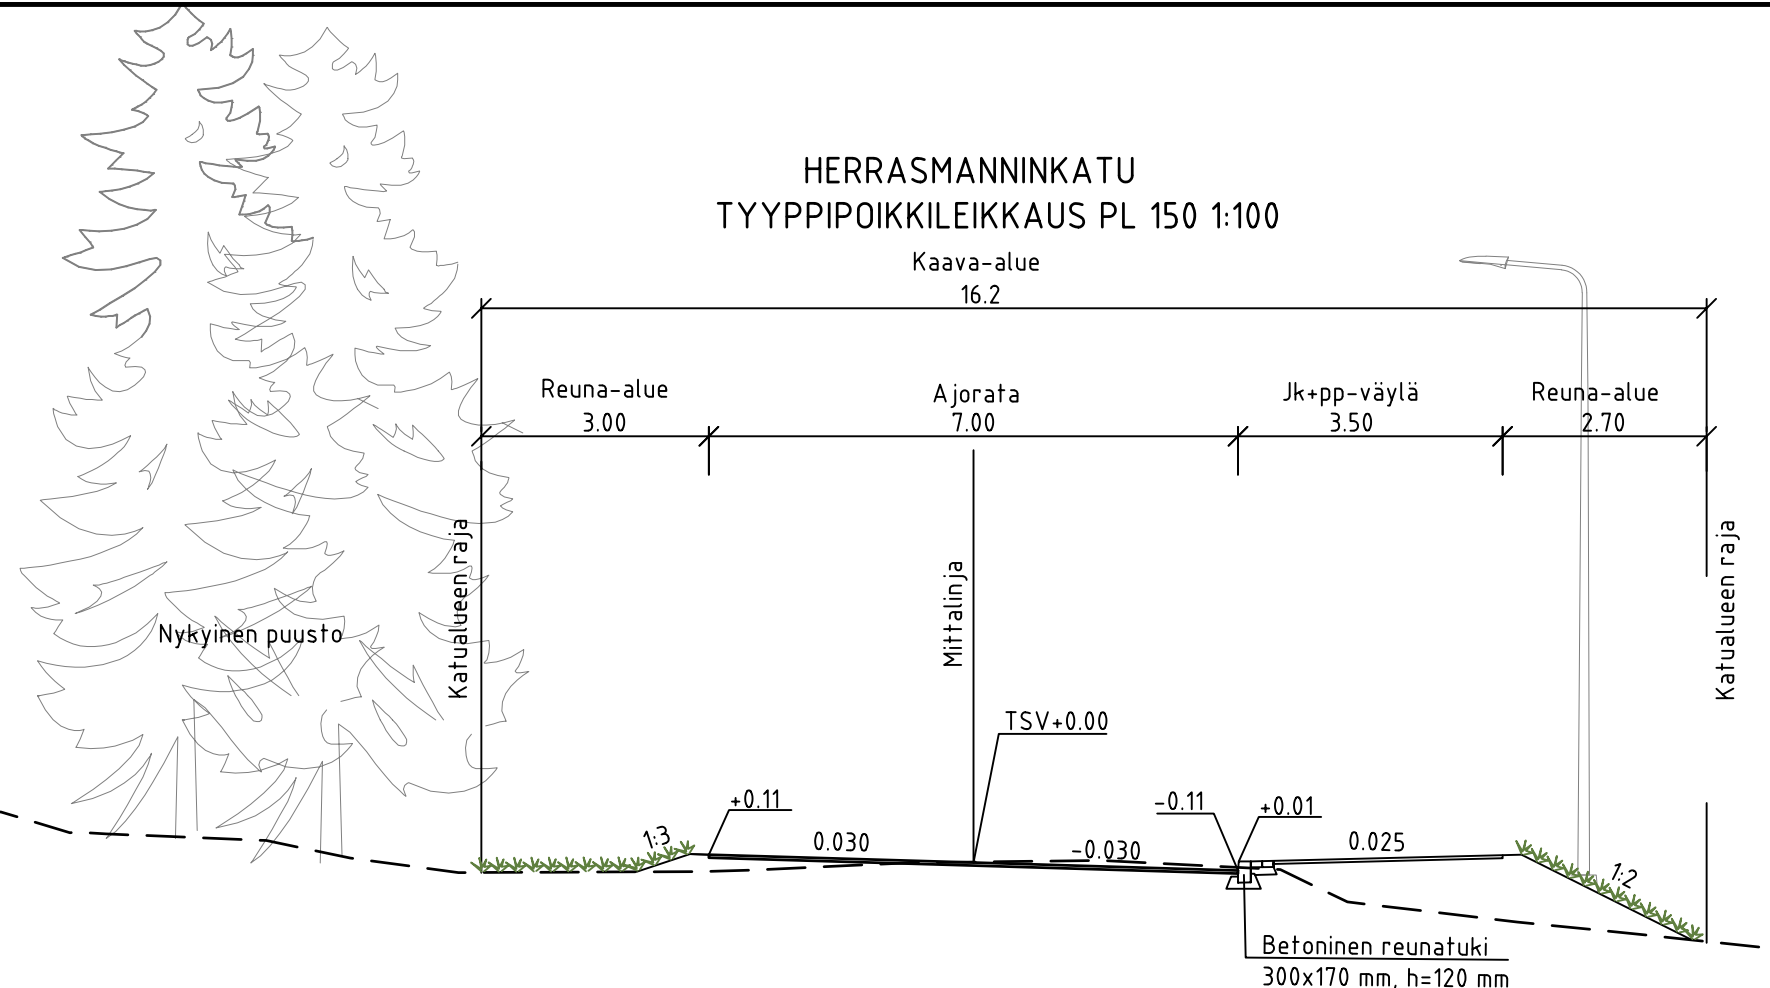 HERRASMANNINKATU
TYYPPIPOIKKILEIKKAUS PL 150 1:100
Kaava-alue
16.2
Reuna-alue
3.00
Ajorata
7.00
Jk+pp-väylä
3.50
Reuna-alue
2.70
Katualueen raja
Mittalinja
Katualueen raja
Nykyinen puusto
TSV+0.00
+0.11
-0.11
+0.01
1:3
0.030
-0.030
0.025
1:2
Betoninen reunatuki
300x170 mm, h=120 mm